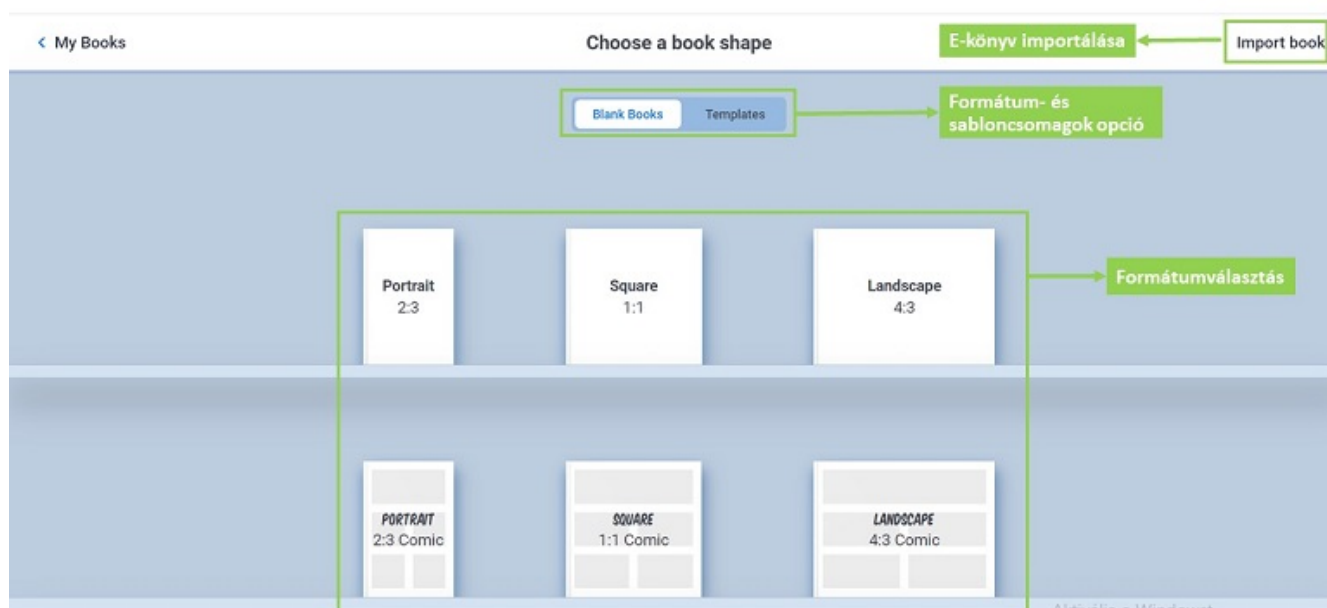 My Books
Choose a book shape
E-könyv importálása
Import book
Blank Books
Templates
Formátum- és
sabloncsomagok opció
Portrait
2:3
Square
1:1
Landscape
4:3
Formátumválasztás
PORTRAIT
2:3 Comic
SQUARE
1:1 Comic
LANDSCAPE
4:3 Comic